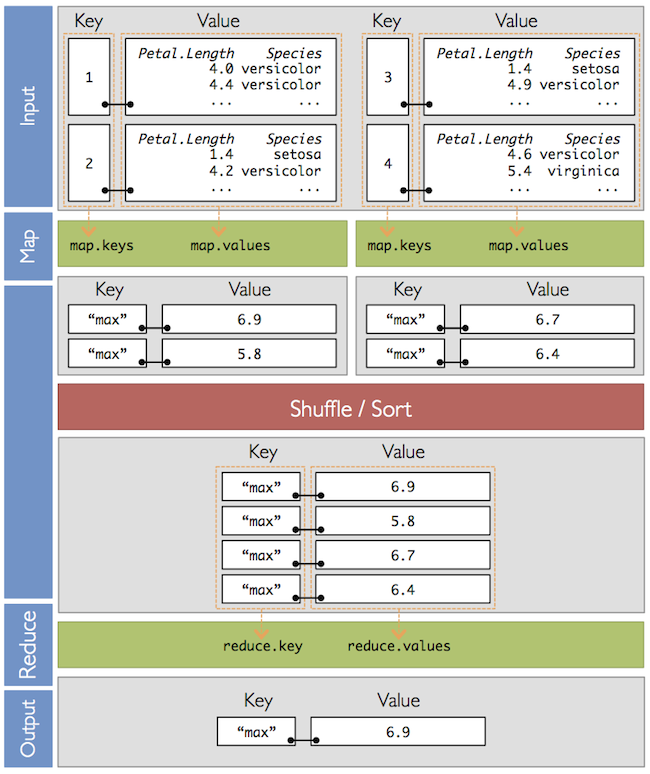 Input
Key Value
1
Petal.Length Species
4.0 versicolor
4.4 versicolor
... ...
2
Petal.Length Species
1.4 setosa
4.2 versicolor
... ...
Key Value
3
Petal.Length Species
1.4 setosa
4.9 versicolor
... ...
4
Petal.Length Species
4.6 versicolor
5.4 virginica
... ...
Map
map.keys map.values
map.keys map.values
Key Value
“max” 6.9
“max” 5.8
Key Value
“max” 6.7
“max” 6.4
Shuffle / Sort
Key Value
“max” 6.9
“max” 5.8
“max” 6.7
“max” 6.4
Reduce
reduce.key reduce.values
Output
Key Value
“max” 6.9